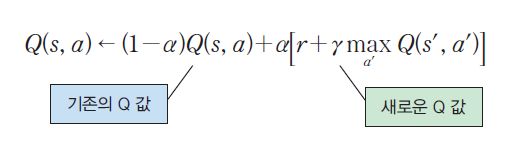 Q(s, a) ← (1−α)Q(s, a)+α[r+γ max Q(s′, a′)]
a′
기존의 Q 값
새로운 Q 값